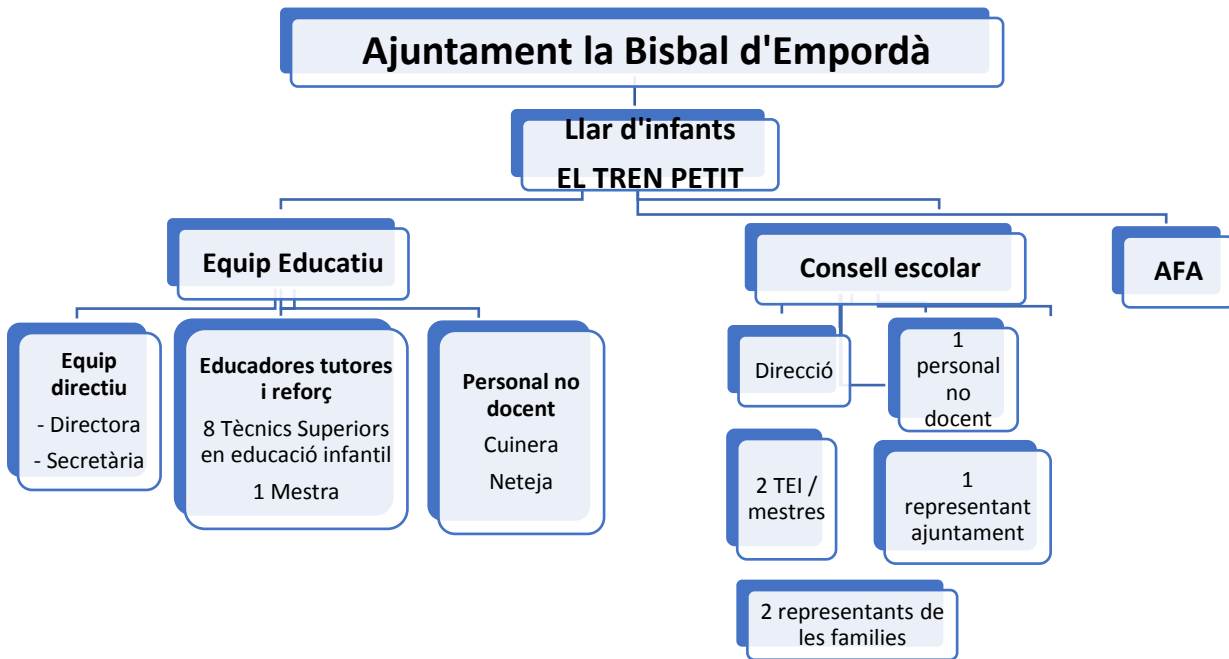 Ajuntament la Bisbal d'Empordà
Llar d'infants
EL TREN PETIT
Equip Educatiu
Consell escolar
AFA
Equip
directiu
- Directora
- Secretària
Educadores tutores
i reforç
8 Tècnics Superiors
en educació infantil
1 Mestra
Personal no
docent
Cuinera
Neteja
Direcció
1
personal
no
docent
2 TEI /
mestres
1
representant
ajuntament
2 representants de
les families